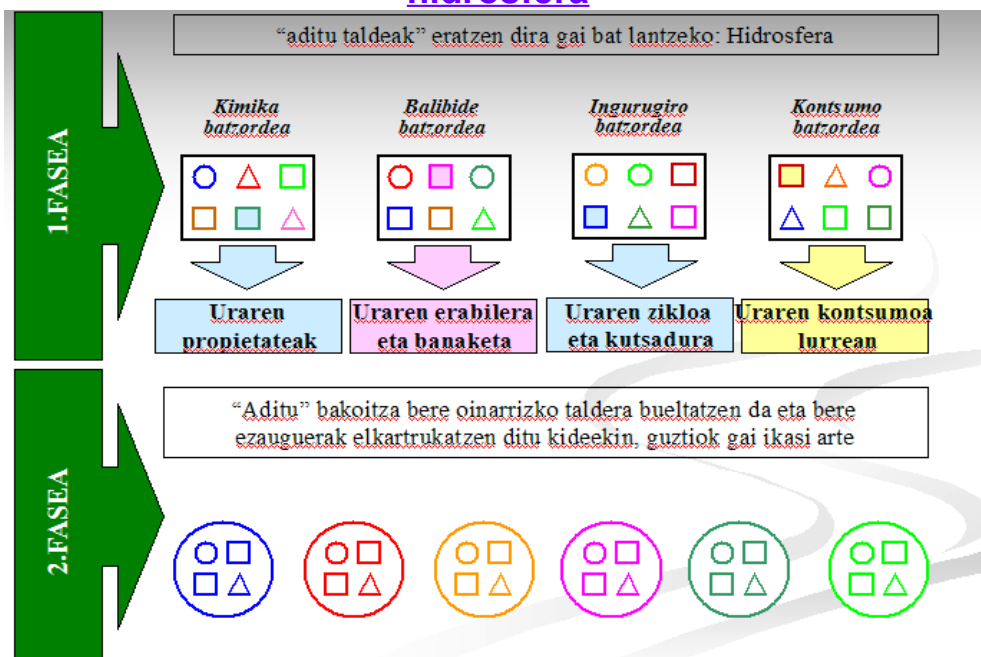 hidrosfera
“aditu taldeak” eratzen dira gai bat lantzeko: Hidrosfera
1.FASEA
Kimika
batzordea
Balibide
batzordea
Ingurugiro
batzordea
Kontsumo
batzordea
Uraren
propietateak
Uraren erabilera
eta banaketa
Uraren zikloa
eta kutsadura
Uraren kontsumoa
lurrean
2.FASEA
“Aditu” bakoitza bere oinarrizko taldera bueltatzen da eta bere
ezauguerak elkartrukatzen ditu kideekin, guztiok gai ikasi arte